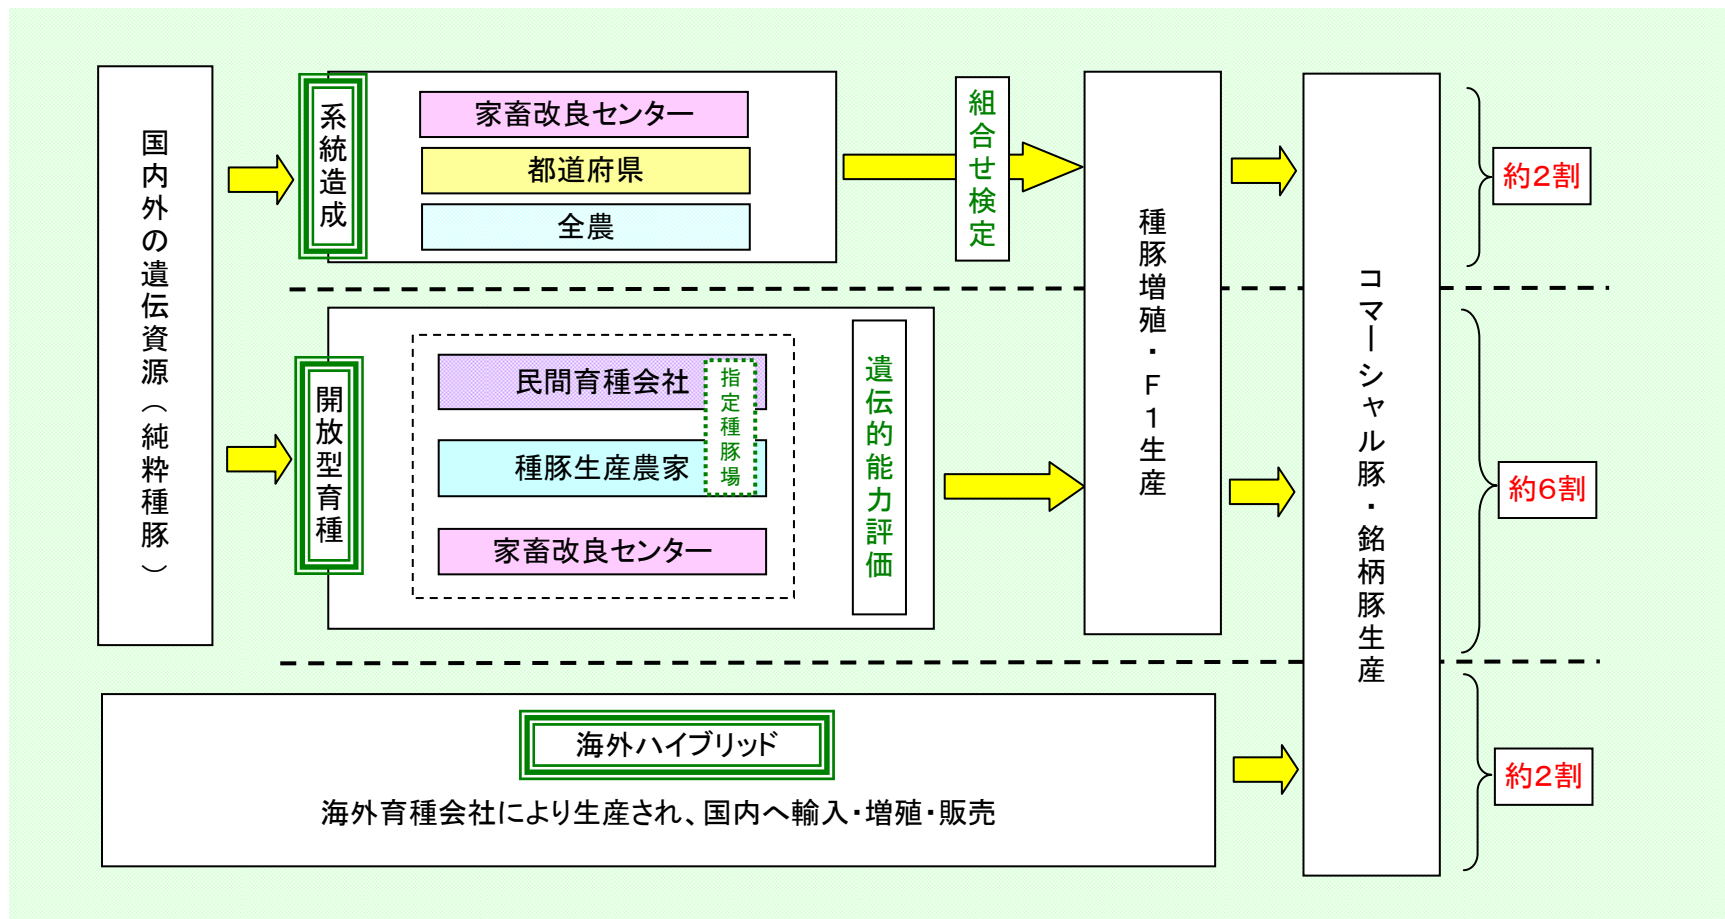 国内外の遺伝資源（純粋種豚）
系統造成
家畜改良センター
都道府県
全農
組合せ検定
開放型育種
民間育種会社
種豚生産農家
家畜改良センター
指定種豚場
遺伝的能力評価
種豚増殖・Ｆ１生産
コマーシャル豚・銘柄豚生産
約２割
約６割
約２割
海外ハイブリッド
海外育種会社により生産され、国内へ輸入・増殖・販売